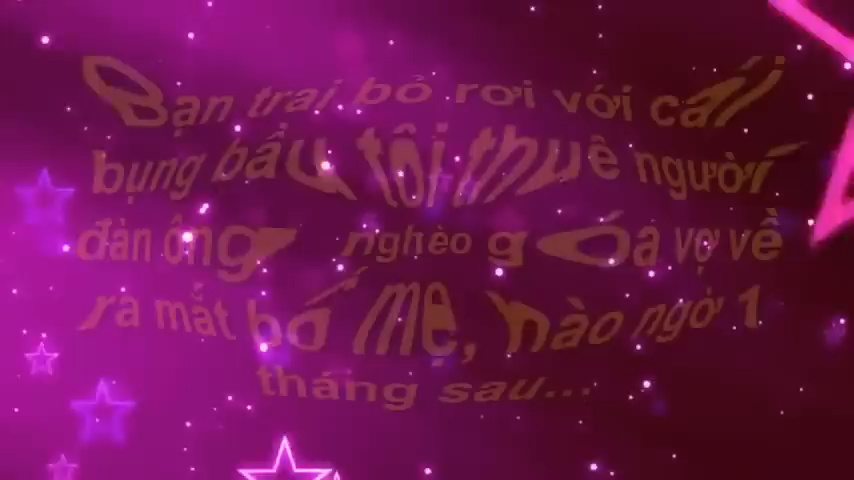 Bạn trai bỏ rơi với cái
bụng bầu tôi thuê người
đàn ông nghèo góa vợ về
ra mắt bố mẹ, nào ngờ 1
tháng sau...